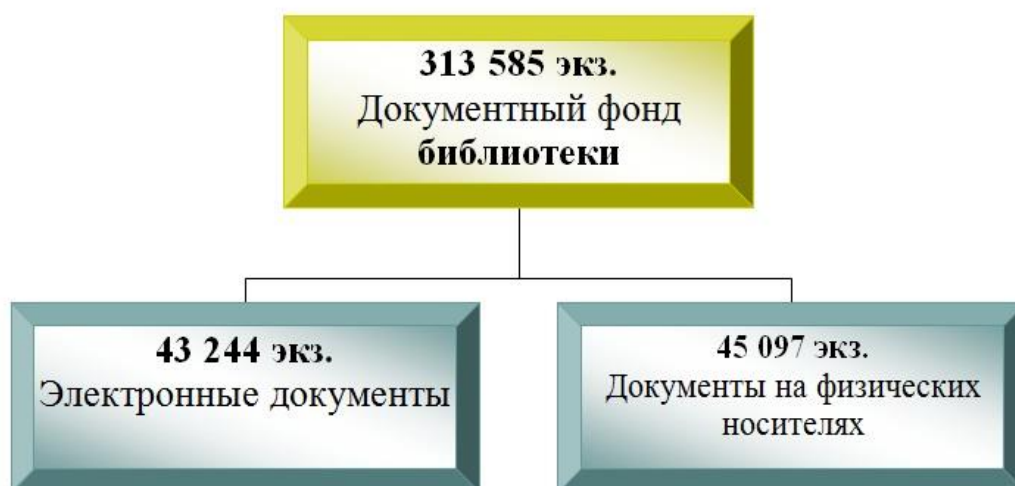 313 585 экз.
Документный фонд
библиотеки
43 244 экз.
Электронные документы
45 097 экз.
Документы на физических
носителях